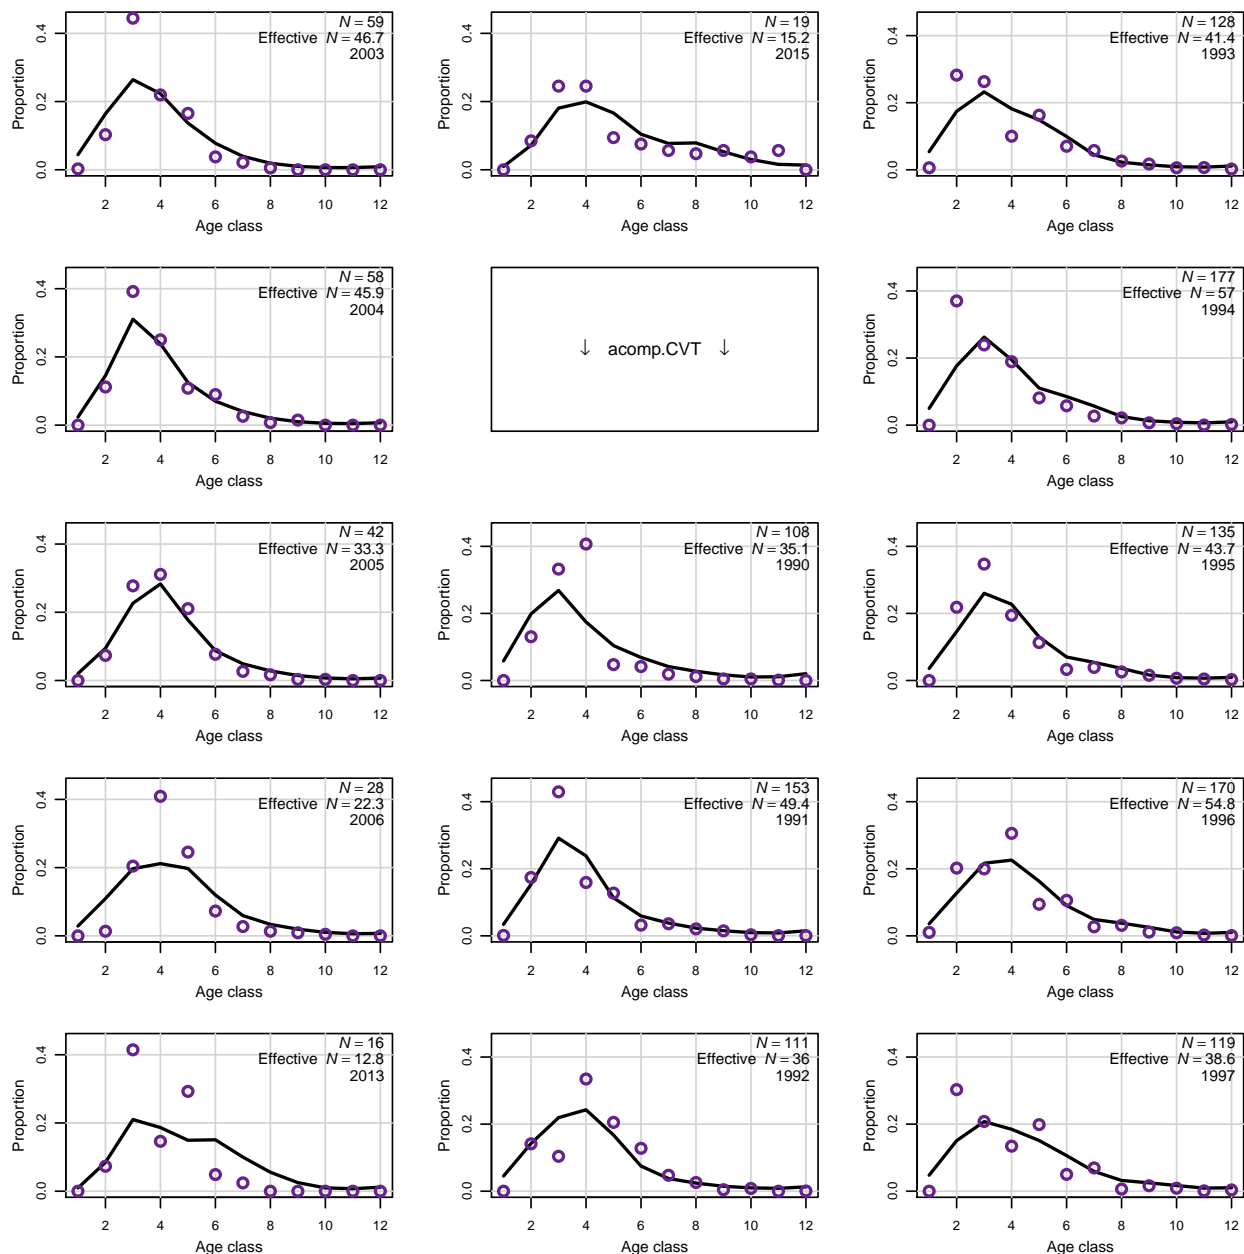 N = 59
Effective N = 46.7
2003
Proportion
0.0 0.2 0.4
2 4 6 8 10 12
Age class
N = 19
Effective N = 15.2
2015
Proportion
0.0 0.2 0.4
2 4 6 8 10 12
Age class
N = 128
Effective N = 41.4
1993
Proportion
0.0 0.2 0.4
2 4 6 8 10 12
Age class
N = 58
Effective N = 45.9
2004
Proportion
0.0 0.2 0.4
2 4 6 8 10 12
Age class
↓ acomp.CVT ↓
N = 177
Effective N = 57
1994
Proportion
0.0 0.2 0.4
2 4 6 8 10 12
Age class
N = 42
Effective N = 33.3
2005
Proportion
0.0 0.2 0.4
2 4 6 8 10 12
Age class
N = 108
Effective N = 35.1
1990
Proportion
0.0 0.2 0.4
2 4 6 8 10 12
Age class
N = 135
Effective N = 43.7
1995
Proportion
0.0 0.2 0.4
2 4 6 8 10 12
Age class
N = 28
Effective N = 22.3
2006
Proportion
0.0 0.2 0.4
2 4 6 8 10 12
Age class
N = 153
Effective N = 49.4
1991
Proportion
0.0 0.2 0.4
2 4 6 8 10 12
Age class
N = 170
Effective N = 54.8
1996
Proportion
0.0 0.2 0.4
2 4 6 8 10 12
Age class
N = 16
Effective N = 12.8
2013
Proportion
0.0 0.2 0.4
2 4 6 8 10 12
Age class
N = 111
Effective N = 36
1992
Proportion
0.0 0.2 0.4
2 4 6 8 10 12
Age class
N = 119
Effective N = 38.6
1997
Proportion
0.0 0.2 0.4
2 4 6 8 10 12
Age class